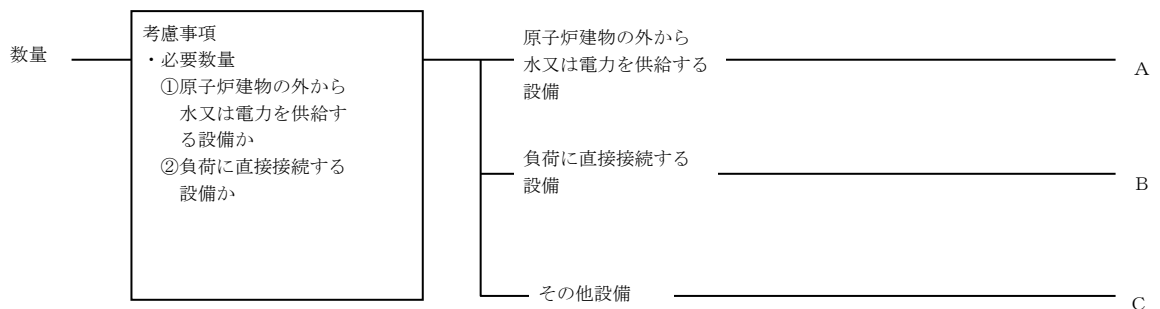 数量
考慮事項
・必要数量
①原子炉建物の外から
水又は電力を供給す
る設備か
②負荷に直接接続する
設備か
原子炉建物の外から
水又は電力を供給する
設備
A
負荷に直接接続する
設備
B
その他設備
C